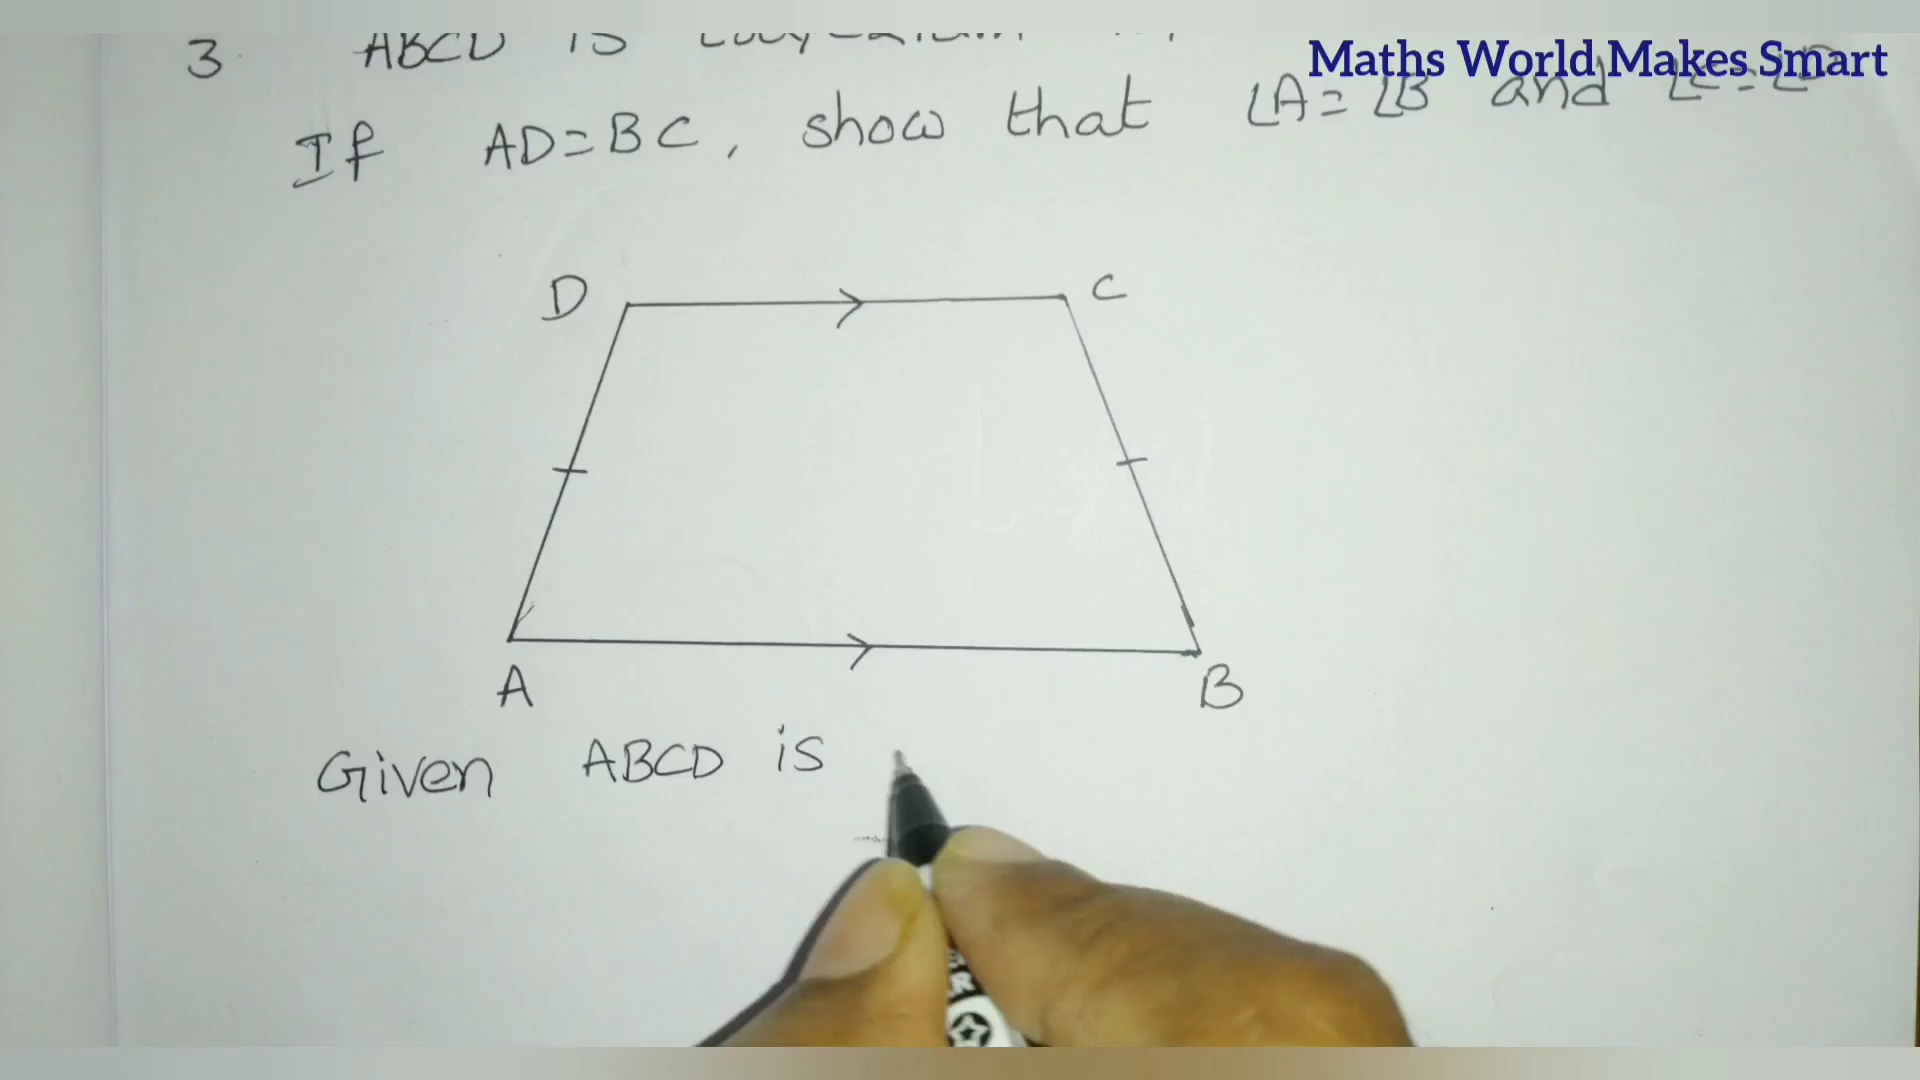 Maths World Makes Smart
3. ABCD is
If AD=BC, show that ∠A=∠B and ∠C=∠D
D C
A B
Given ABCD is